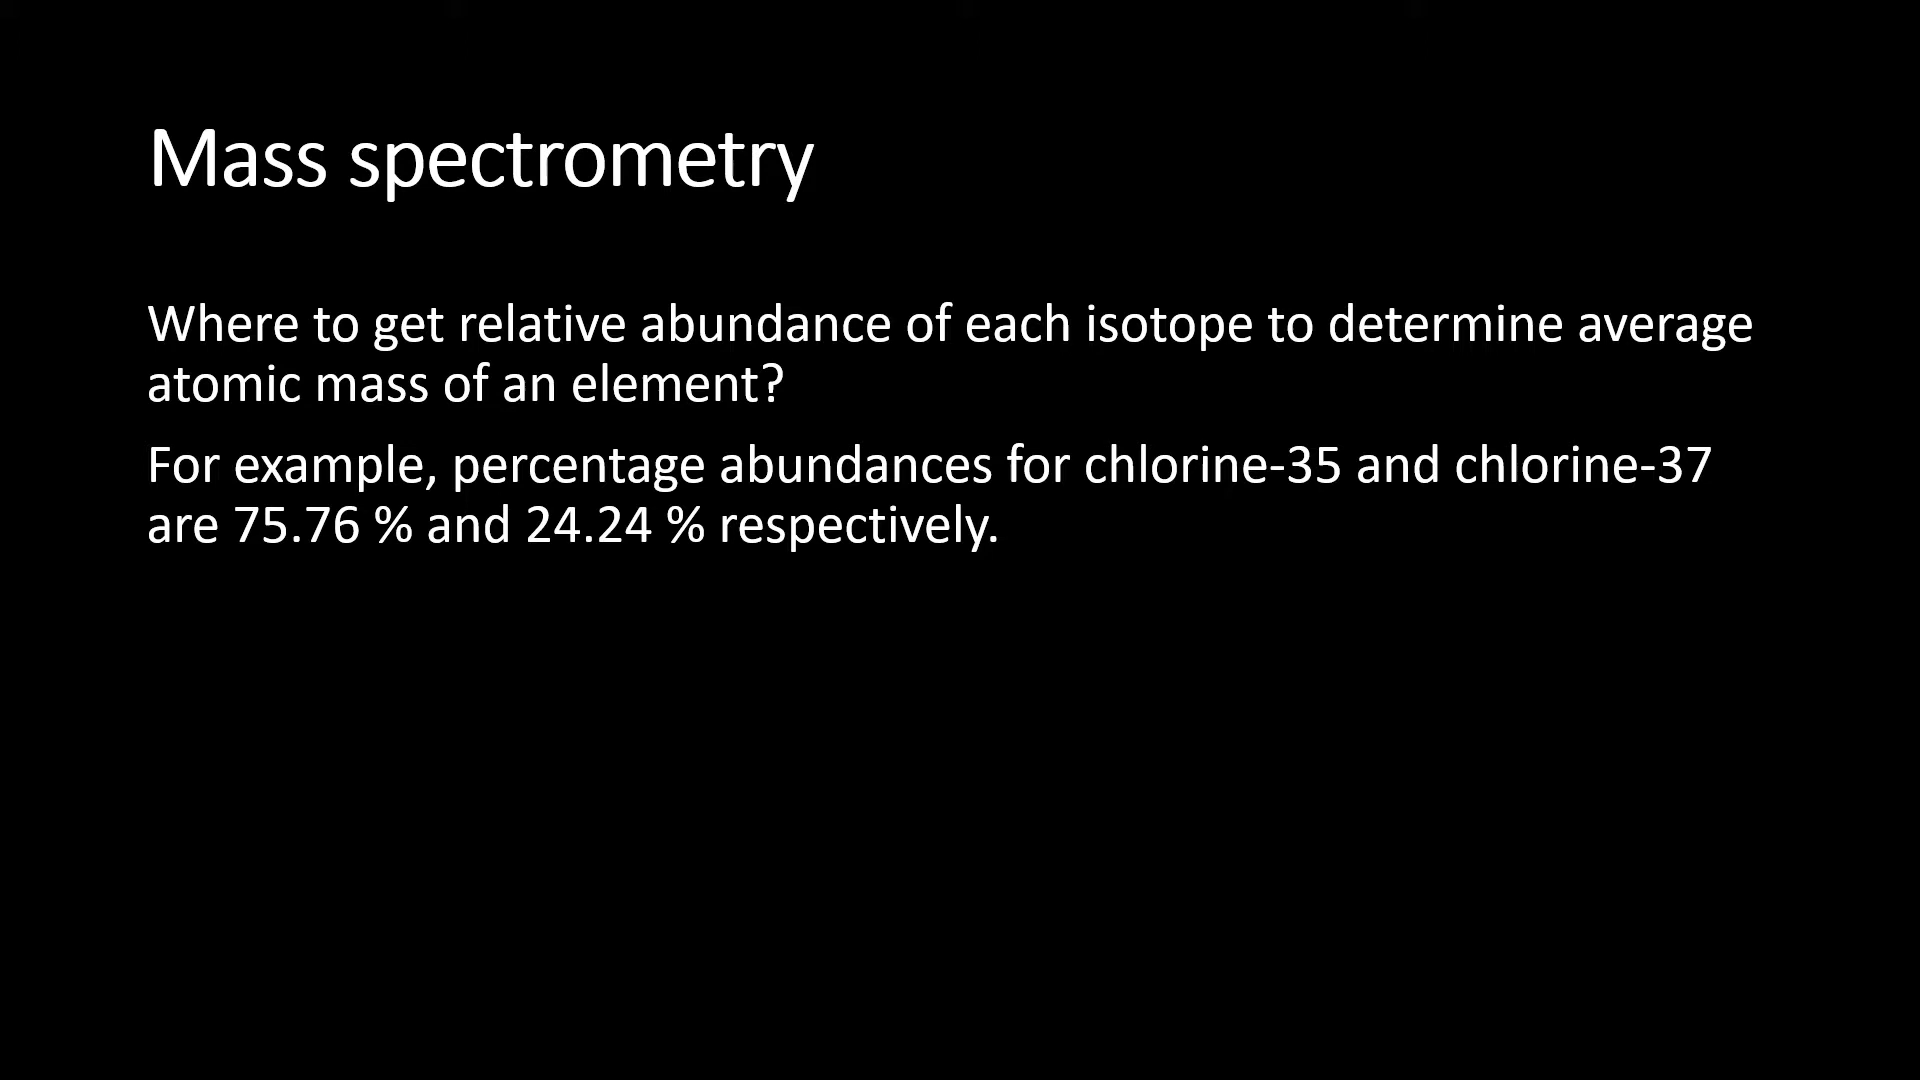 Mass spectrometry
Where to get relative abundance of each isotope to determine average
atomic mass of an element?
For example, percentage abundances for chlorine-35 and chlorine-37
are 75.76 % and 24.24 % respectively.